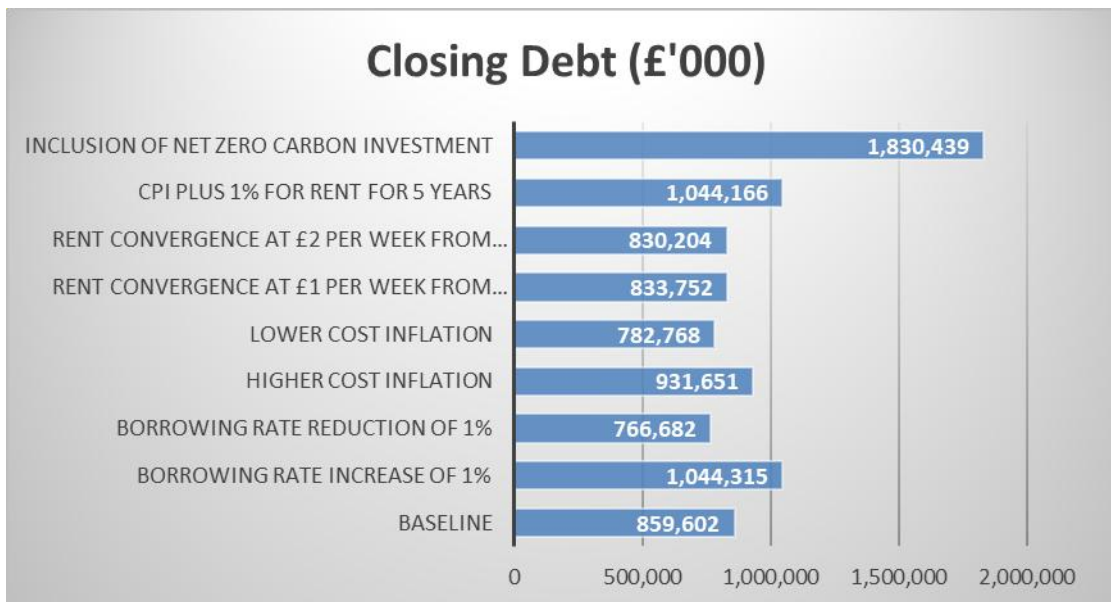 Closing Debt (£'000)
INCLUSION OF NET ZERO CARBON INVESTMENT 1,830,439
CPI PLUS 1% FOR RENT FOR 5 YEARS 1,044,166
RENT CONVERGENCE AT £2 PER WEEK FROM... 830,204
RENT CONVERGENCE AT £1 PER WEEK FROM... 833,752
LOWER COST INFLATION 782,768
HIGHER COST INFLATION 931,651
BORROWING RATE REDUCTION OF 1% 766,682
BORROWING RATE INCREASE OF 1% 1,044,315
BASELINE 859,602
0 500,000 1,000,000 1,500,000 2,000,000